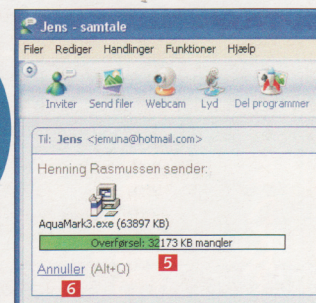 Jens - samtale
Filer Rediger Handlinger Funktioner Hjælp
Inviter Send filer Webcam Lyd Del programmer
Til: Jens <jemuna@hotmail.com>
Henning Rasmussen sender:
AquaMark3.exe (63897 KB)
Overførsel: 32173 KB mangler
5
Annuller (Alt+Q)
6